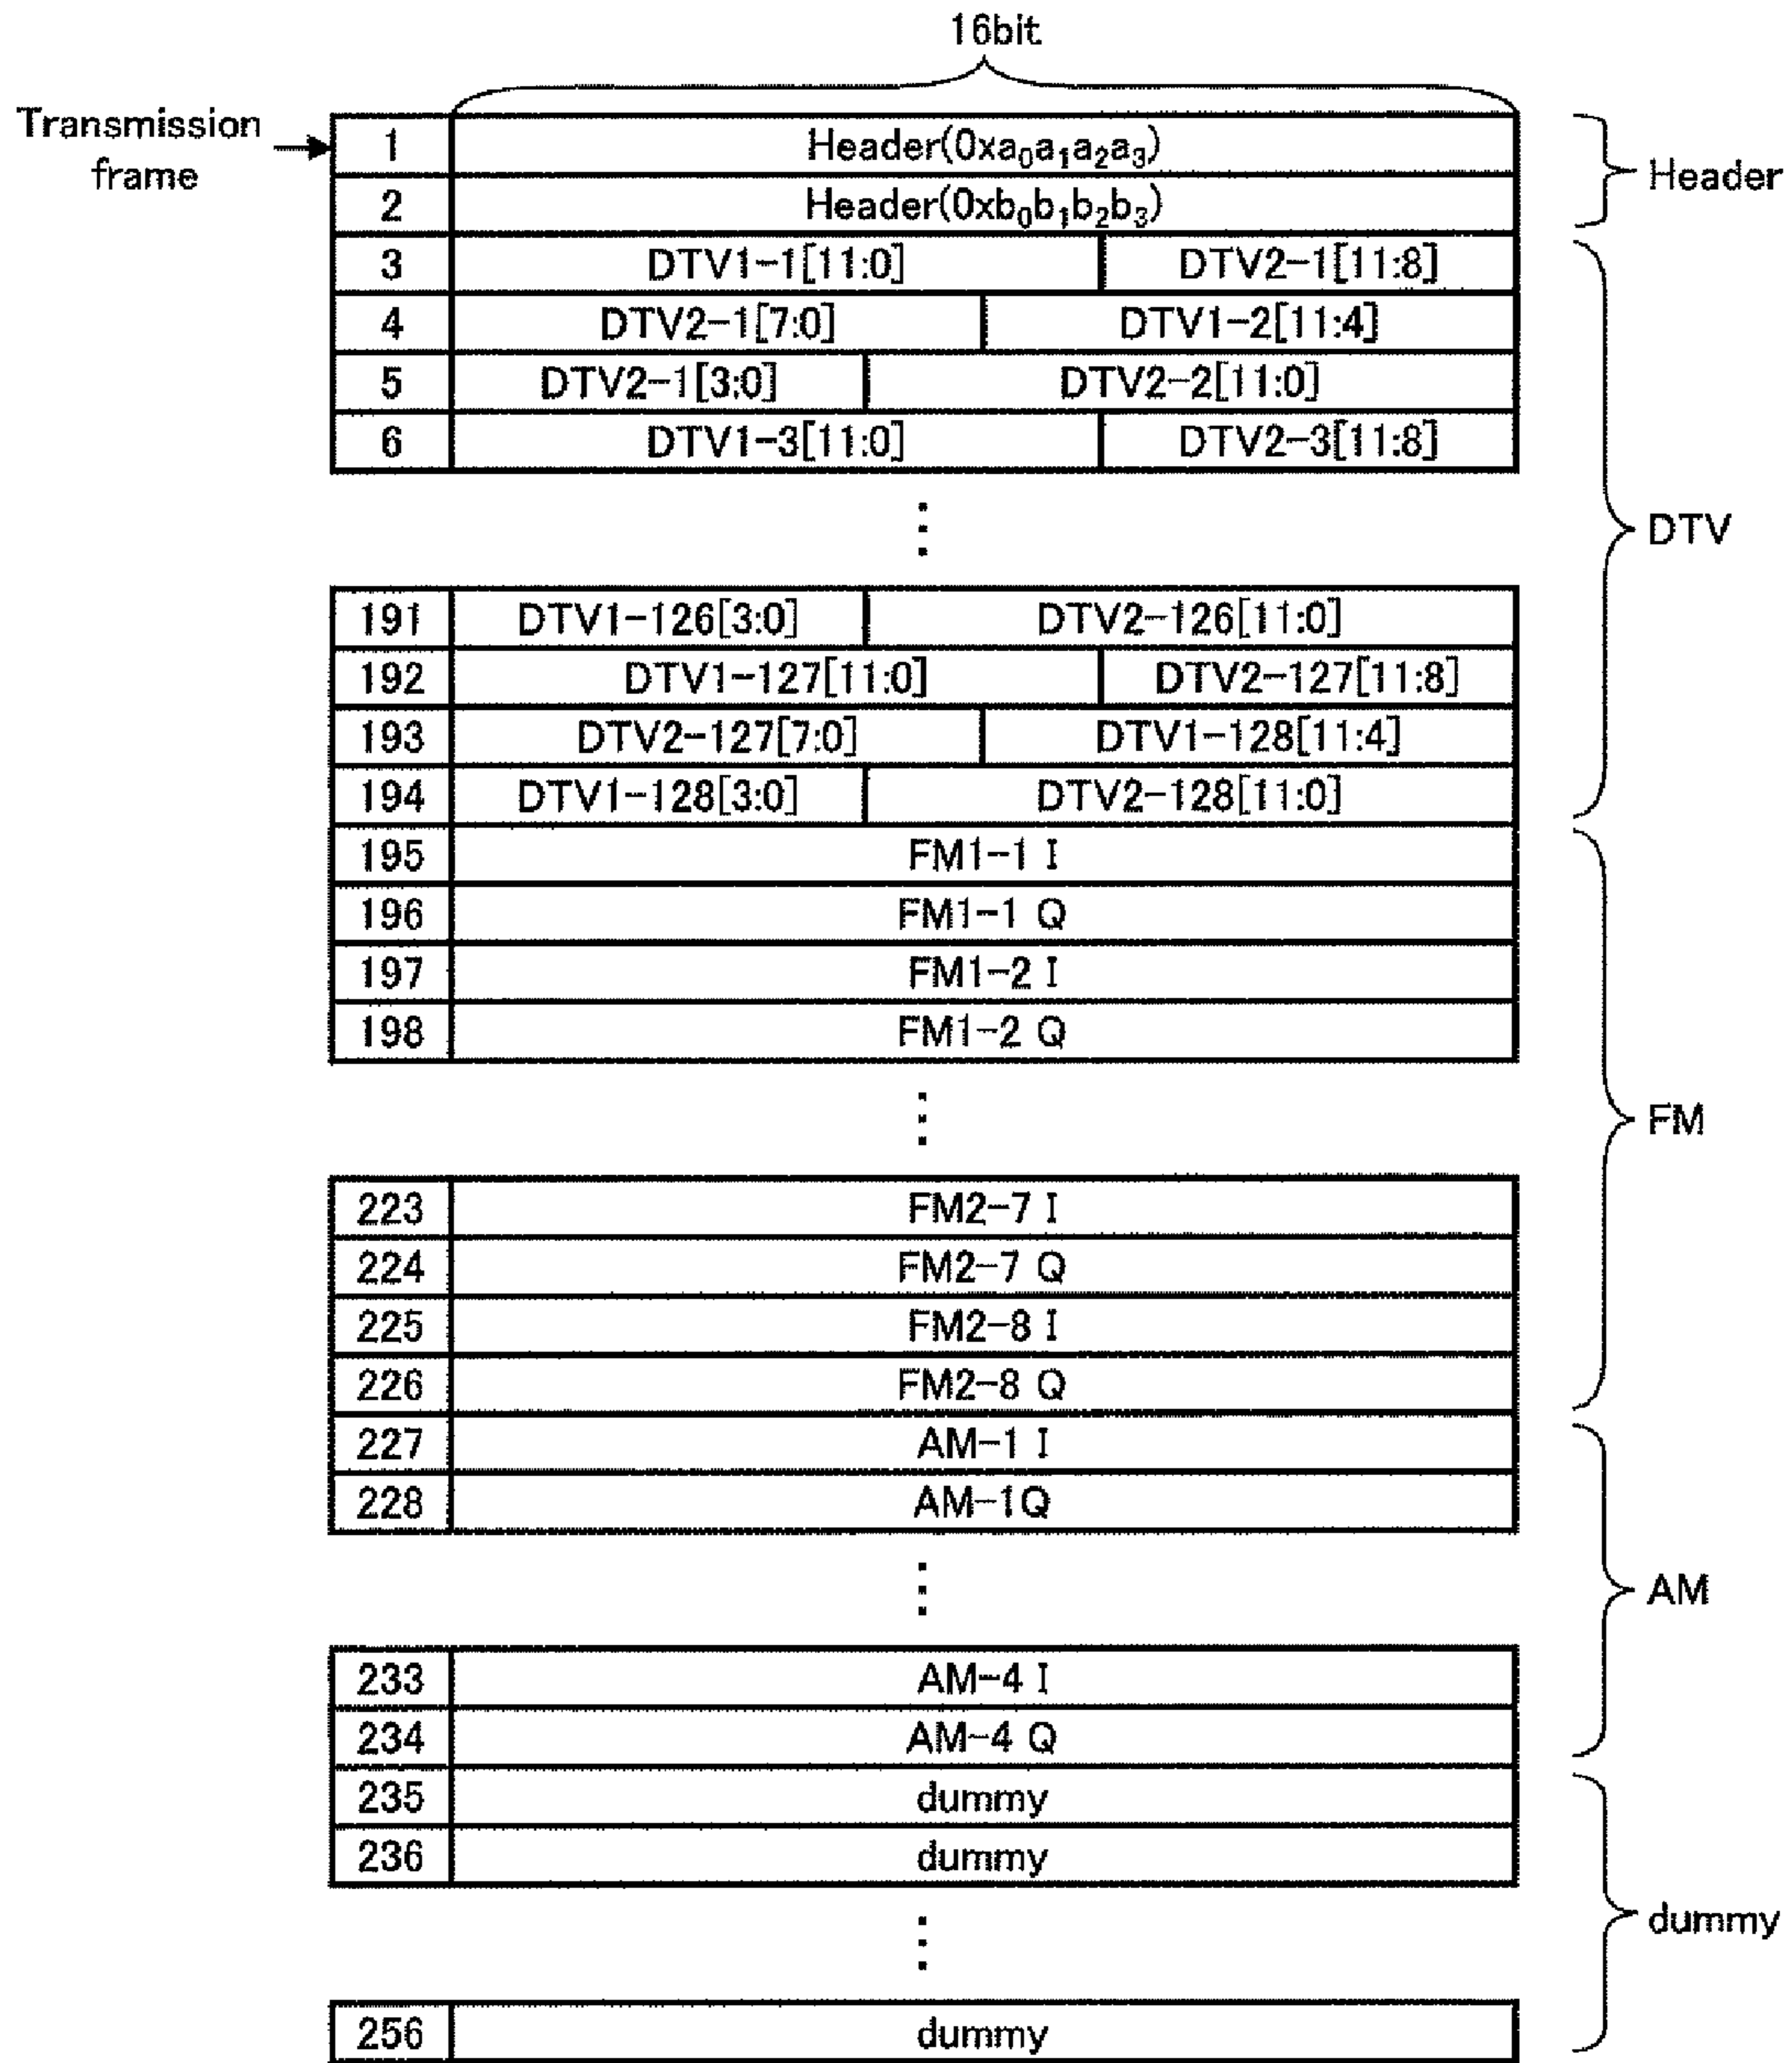 16bit
Transmission
frame
1 Header(0xa₀a₁a₂a₃)
2 Header(0xb₀b₁b₂b₃)
Header
3 DTV1-1[11:0] DTV2-1[11:8]
4 DTV2-1[7:0] DTV1-2[11:4]
5 DTV2-1[3:0] DTV2-2[11:0]
6 DTV1-3[11:0] DTV2-3[11:8]
⋮
DTV
191 DTV1-126[3:0] DTV2-126[11:0]
192 DTV1-127[11:0] DTV2-127[11:8]
193 DTV2-127[7:0] DTV1-128[11:4]
194 DTV1-128[3:0] DTV2-128[11:0]
195 FM1-1 I
196 FM1-1 Q
197 FM1-2 I
198 FM1-2 Q
⋮
FM
223 FM2-7 I
224 FM2-7 Q
225 FM2-8 I
226 FM2-8 Q
227 AM-1 I
228 AM-1Q
⋮
AM
233 AM-4 I
234 AM-4 Q
235 dummy
236 dummy
⋮
dummy
256 dummy